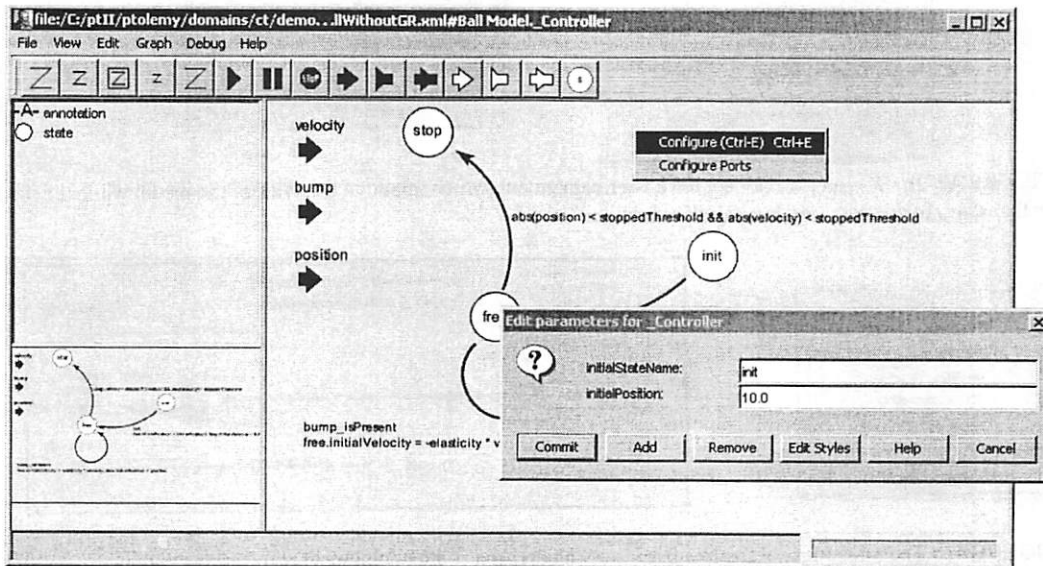 file:/C:/ptII/ptolemy/domains/ct/demo...llWithoutGR.xml#Ball Model._Controller
File View Edit Graph Debug Help
Z Z Z z Z STOP
-A- annotation
state
velocity
stop
Configure (Ctrl-E) Ctrl+E
Configure Ports
bump
abs(position) < stoppedThreshold && abs(velocity) < stoppedThreshold
position
init
fre
Edit parameters for _Controller
?
initialStateName: init
initialPosition: 10.0
bump_isPresent
free.initialVelocity = -elasticity * v
Commit Add Remove Edit Styles Help Cancel